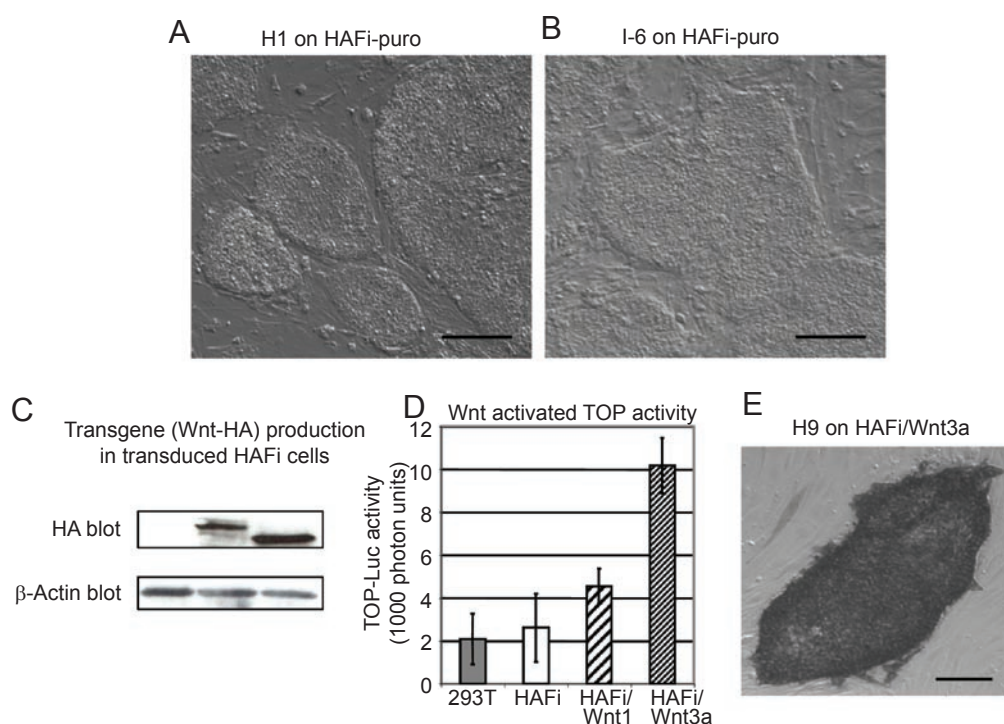 A
H1 on HAFi-puro
B
I-6 on HAFi-puro
C
Transgene (Wnt-HA) production
in transduced HAFi cells
HA blot
β-Actin blot
D
Wnt activated TOP activity
TOP-Luc activity
(1000 photon units)
12
10
8
6
4
2
0
293T
HAFi
HAFi/
Wnt1
HAFi/
Wnt3a
E
H9 on HAFi/Wnt3a